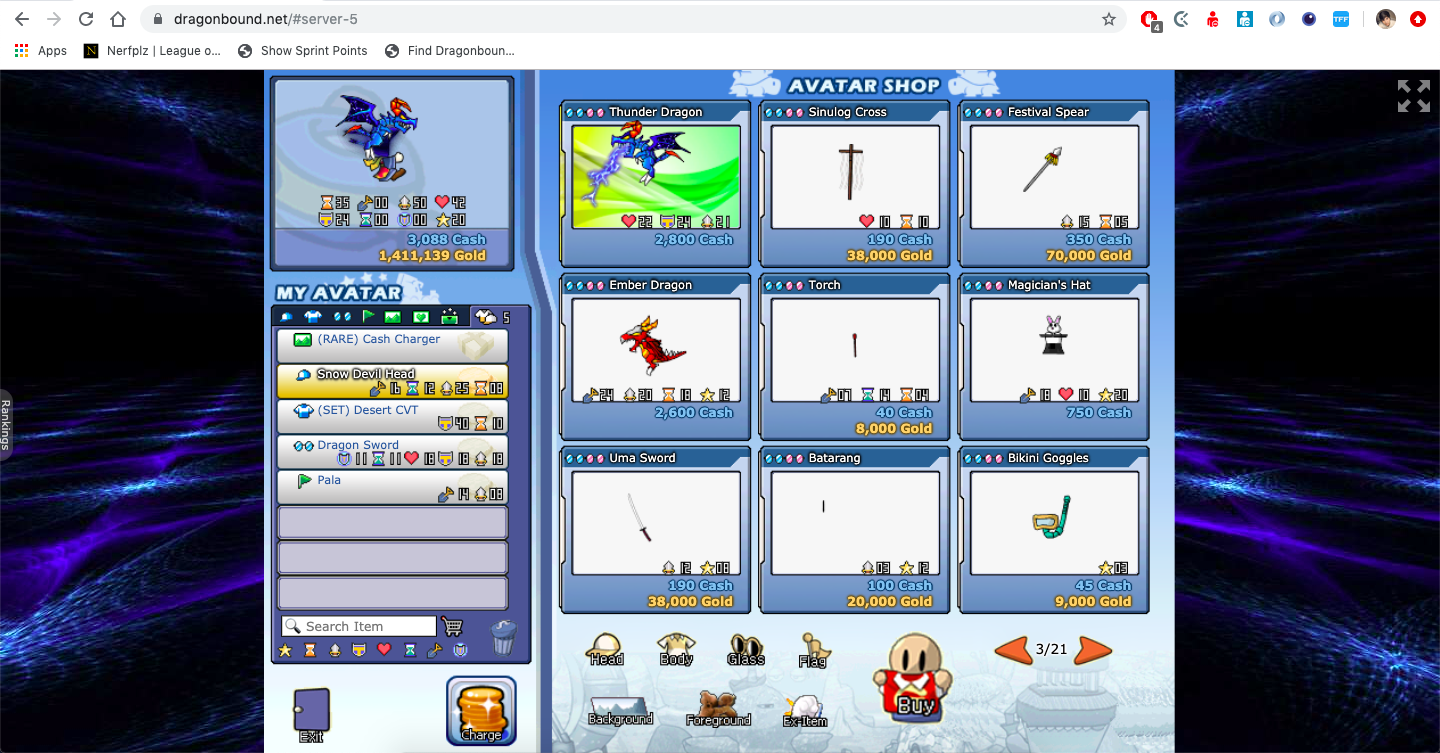 dragonbound.net/#server-5
4
Apps
Nerfplz | League o...
Show Sprint Points
Find Dragonboun...
TFF
Rankings
35 00 50 42
24 00 00 20
3,088 Cash
1,411,139 Gold
MY AVATAR
5
(RARE) Cash Charger
Snow Devil Head
16 12 25 08
(SET) Desert CVT
40 10
Dragon Sword
11 11 18 18 18
Pala
14 08
Search Item
Exit
Charge
AVATAR SHOP
Thunder Dragon
22 24 21
2,800 Cash
Sinulog Cross
10 10
190 Cash
38,000 Gold
Festival Spear
15 05
350 Cash
70,000 Gold
Ember Dragon
24 20 18 12
2,600 Cash
Torch
07 14 04
40 Cash
8,000 Gold
Magician's Hat
18 10 20
750 Cash
Uma Sword
12 08
190 Cash
38,000 Gold
Batarang
03 12
100 Cash
20,000 Gold
Bikini Goggles
03
45 Cash
9,000 Gold
Head
Body
Glass
Flag
Background
Foreground
Ex-Item
Buy
3/21